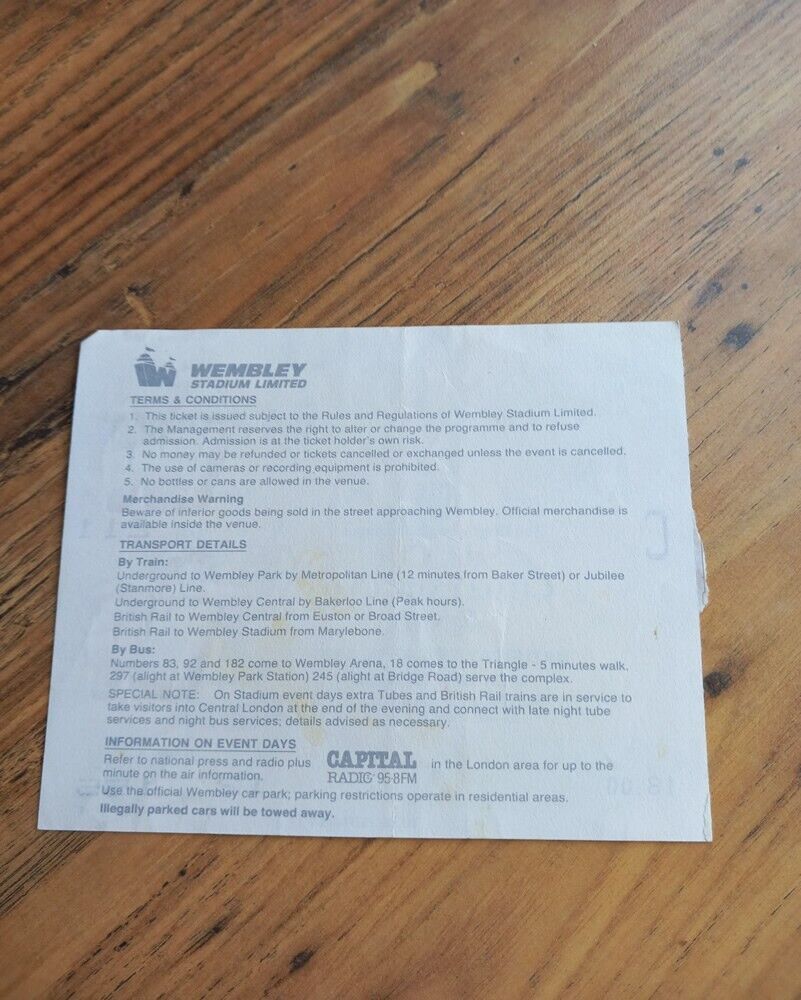 WEMBLEY
STADIUM LIMITED
TERMS & CONDITIONS
1. This ticket is issued subject to the Rules and Regulations of Wembley Stadium Limited.
2. The Management reserves the right to alter or change the programme and to refuse
admission. Admission is at the ticket holder's own risk.
3. No money may be refunded or tickets cancelled or exchanged unless the event is cancelled.
4. The use of cameras or recording equipment is prohibited.
5. No bottles or cans are allowed in the venue.
Merchandise Warning
Beware of inferior goods being sold in the street approaching Wembley. Official merchandise is
available inside the venue.
TRANSPORT DETAILS
By Train:
Underground to Wembley Park by Metropolitan Line (12 minutes from Baker Street) or Jubilee
(Stanmore) Line.
Underground to Wembley Central by Bakerloo Line (Peak hours).
British Rail to Wembley Central from Euston or Broad Street.
British Rail to Wembley Stadium from Marylebone.
By Bus:
Numbers 83, 92 and 182 come to Wembley Arena, 18 comes to the Triangle - 5 minutes walk,
297 (alight at Wembley Park Station) 245 (alight at Bridge Road) serve the complex.
SPECIAL NOTE: On Stadium event days extra Tubes and British Rail trains are in service to
take visitors into Central London at the end of the evening and connect with late night tube
services and night bus services; details advised as necessary.
INFORMATION ON EVENT DAYS
Refer to national press and radio plus CAPITAL in the London area for up to the
minute on the air information. RADIO 95·8FM
Use the official Wembley car park; parking restrictions operate in residential areas.
Illegally parked cars will be towed away.